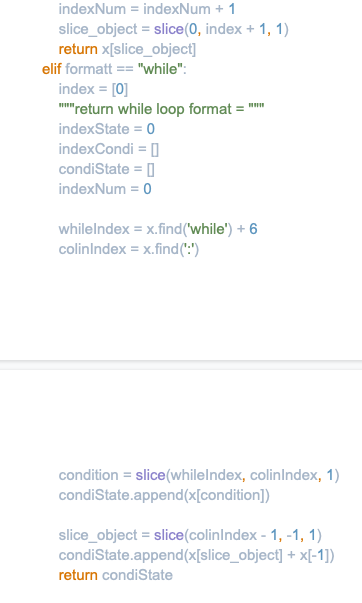 indexNum = indexNum + 1
slice_object = slice(0, index + 1, 1)
return x[slice_object]
elif formatt == "while":
index = [0]
"""return while loop format = """
indexState = 0
indexCondi = []
condiState = []
indexNum = 0
whileIndex = x.find('while') + 6
colinIndex = x.find(':')
condition = slice(whileIndex, colinIndex, 1)
condiState.append(x[condition])
slice_object = slice(colinIndex - 1, -1, 1)
condiState.append(x[slice_object] + x[-1])
return condiState